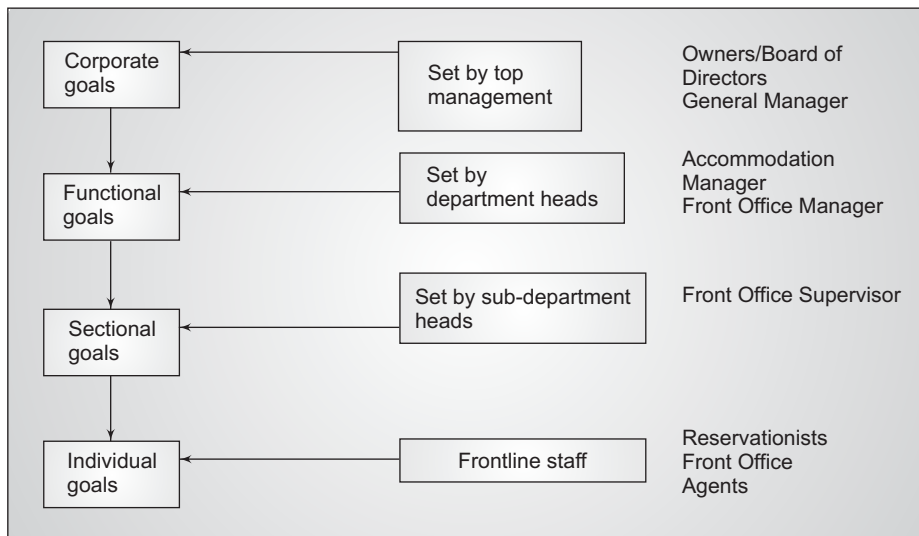 Corporate
goals
Set by top
management
Owners/Board of
Directors
General Manager
Functional
goals
Set by
department heads
Accommodation
Manager
Front Office Manager
Sectional
goals
Set by sub-department
heads
Front Office Supervisor
Individual
goals
Frontline staff
Reservationists
Front Office
Agents